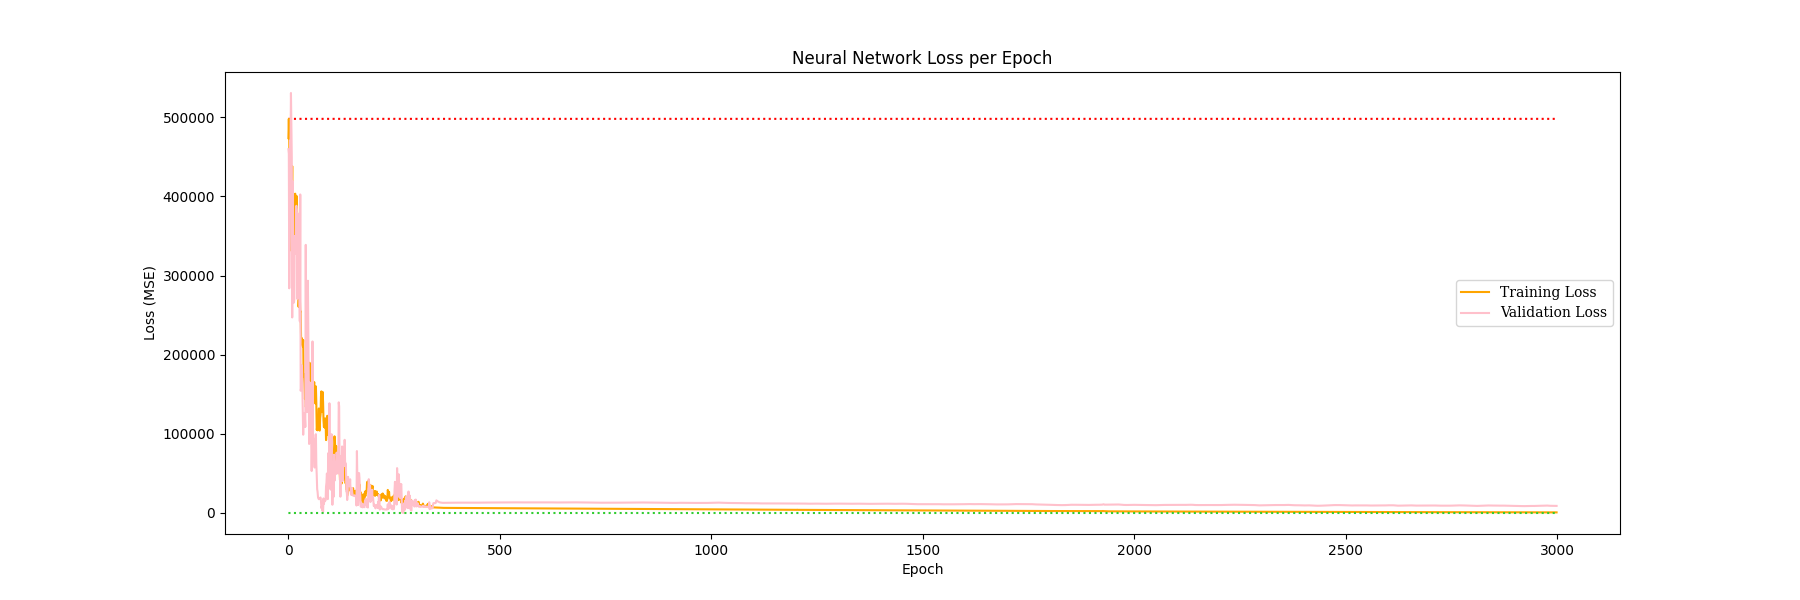 Neural Network Loss per Epoch
500000
400000
300000
200000
100000
0
Loss (MSE)
Training Loss
Validation Loss
0
500
1000
1500
2000
2500
3000
Epoch